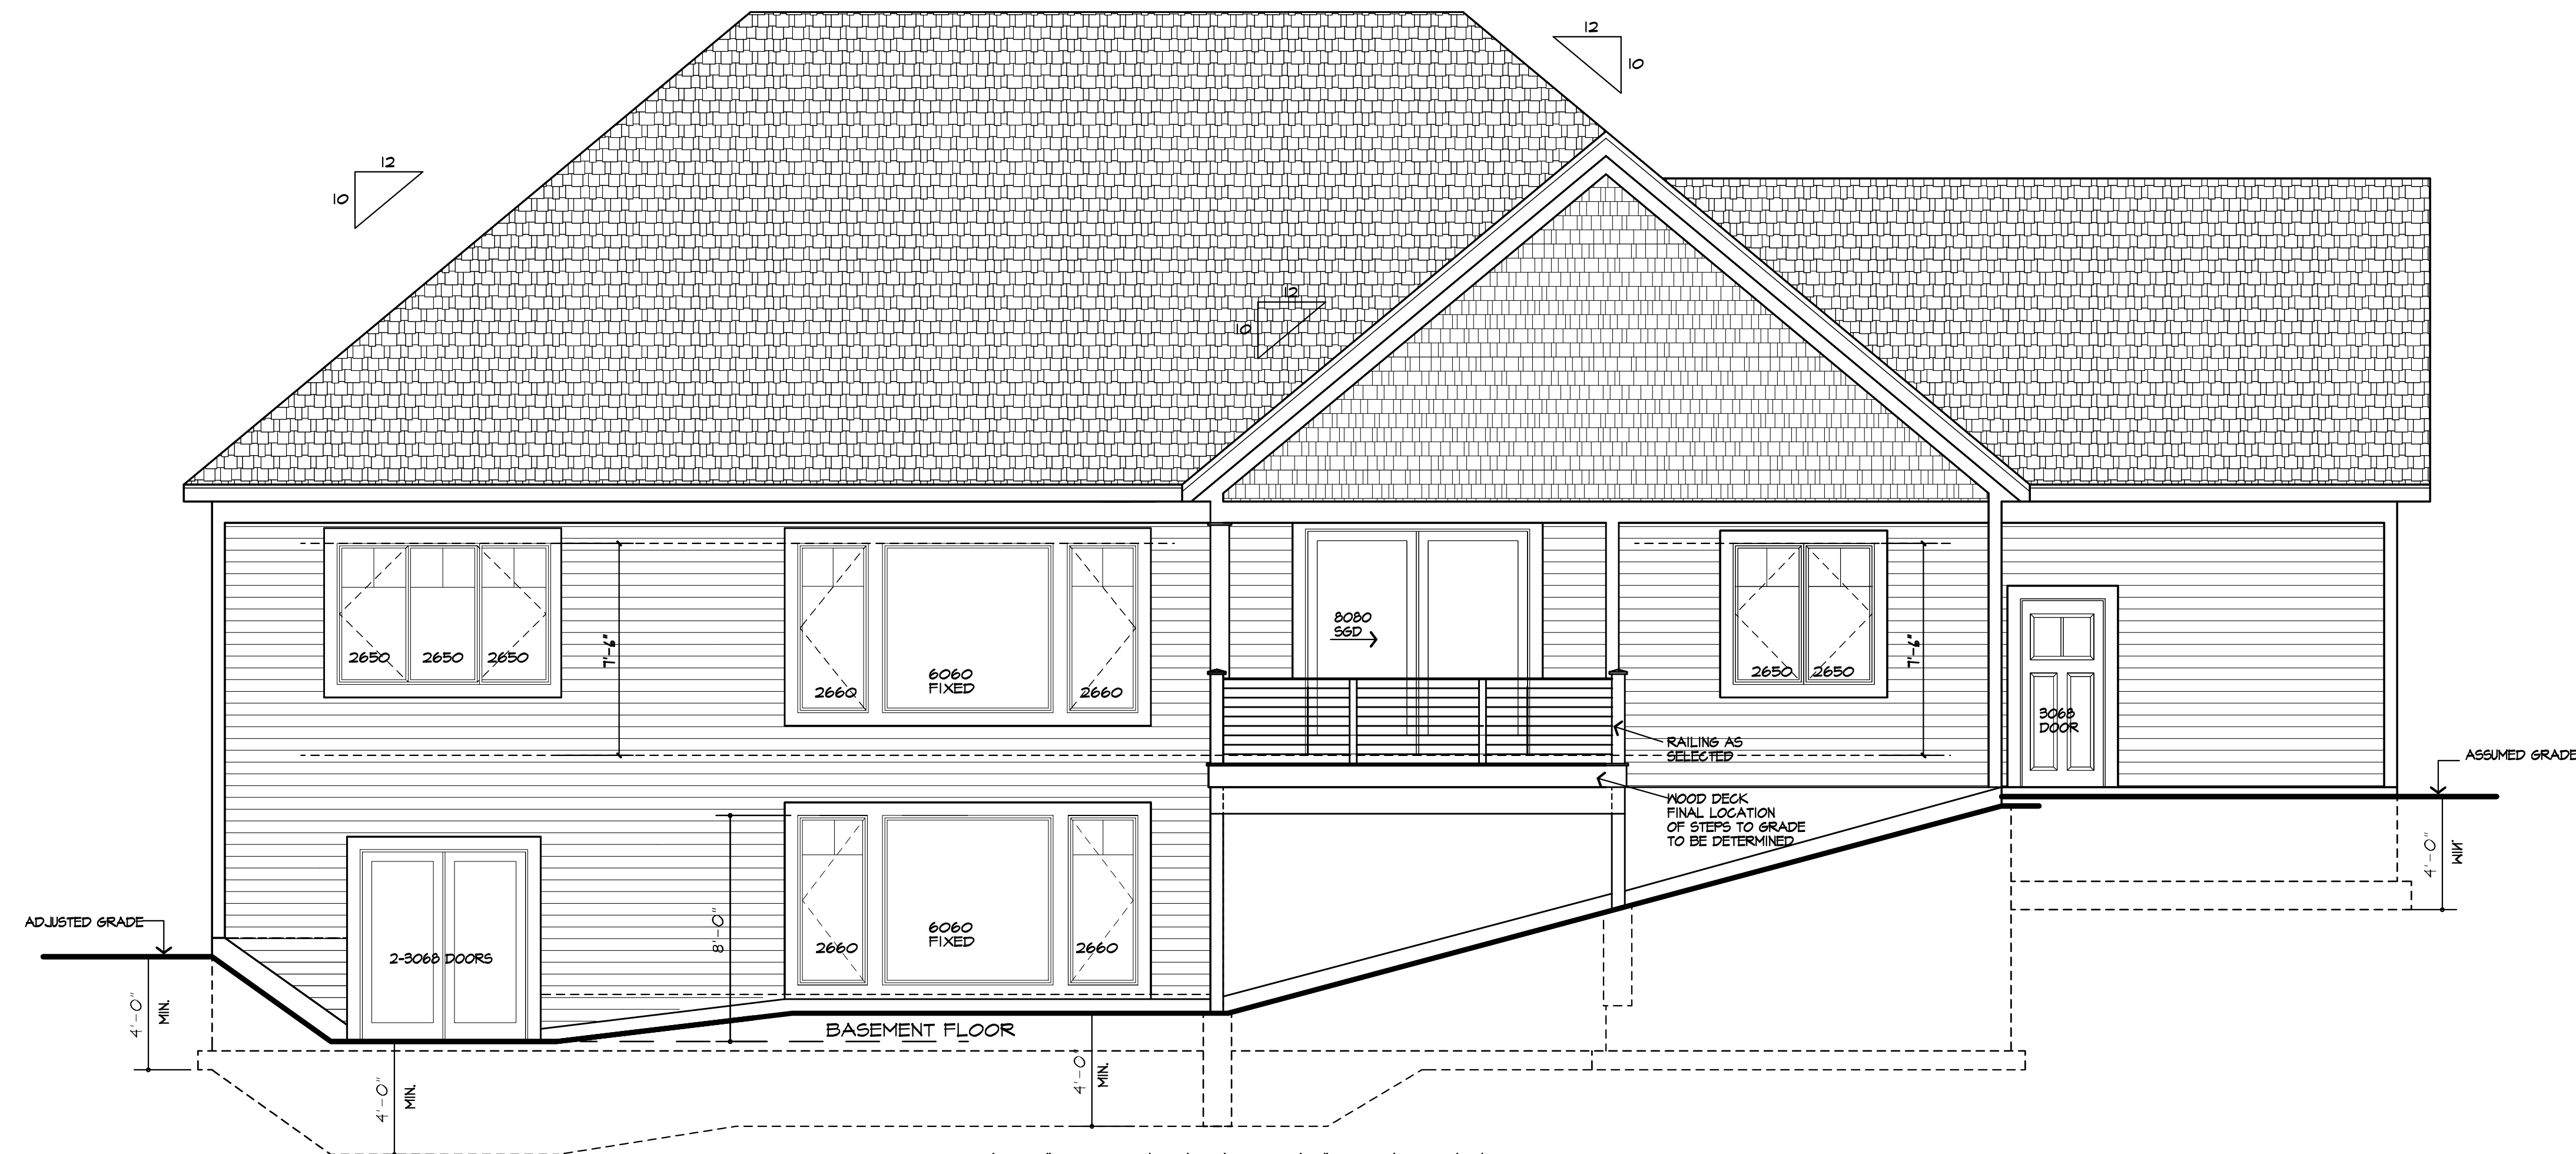 12
10
12
10
12
10
7'-6"
7'-6"
2650 2650 2650
2660
6060
FIXED
2660
8080
SGD
2650 2650
3068
DOOR
RAILING AS
SELECTED
ASSUMED GRADE
WOOD DECK
FINAL LOCATION
OF STEPS TO GRADE
TO BE DETERMINED
4'-0"
MIN.
ADJUSTED GRADE
2-3068 DOORS
8'-0"
2660
6060
FIXED
2660
4'-0"
MIN.
BASEMENT FLOOR
4'-0"
MIN.
4'-0"
MIN.